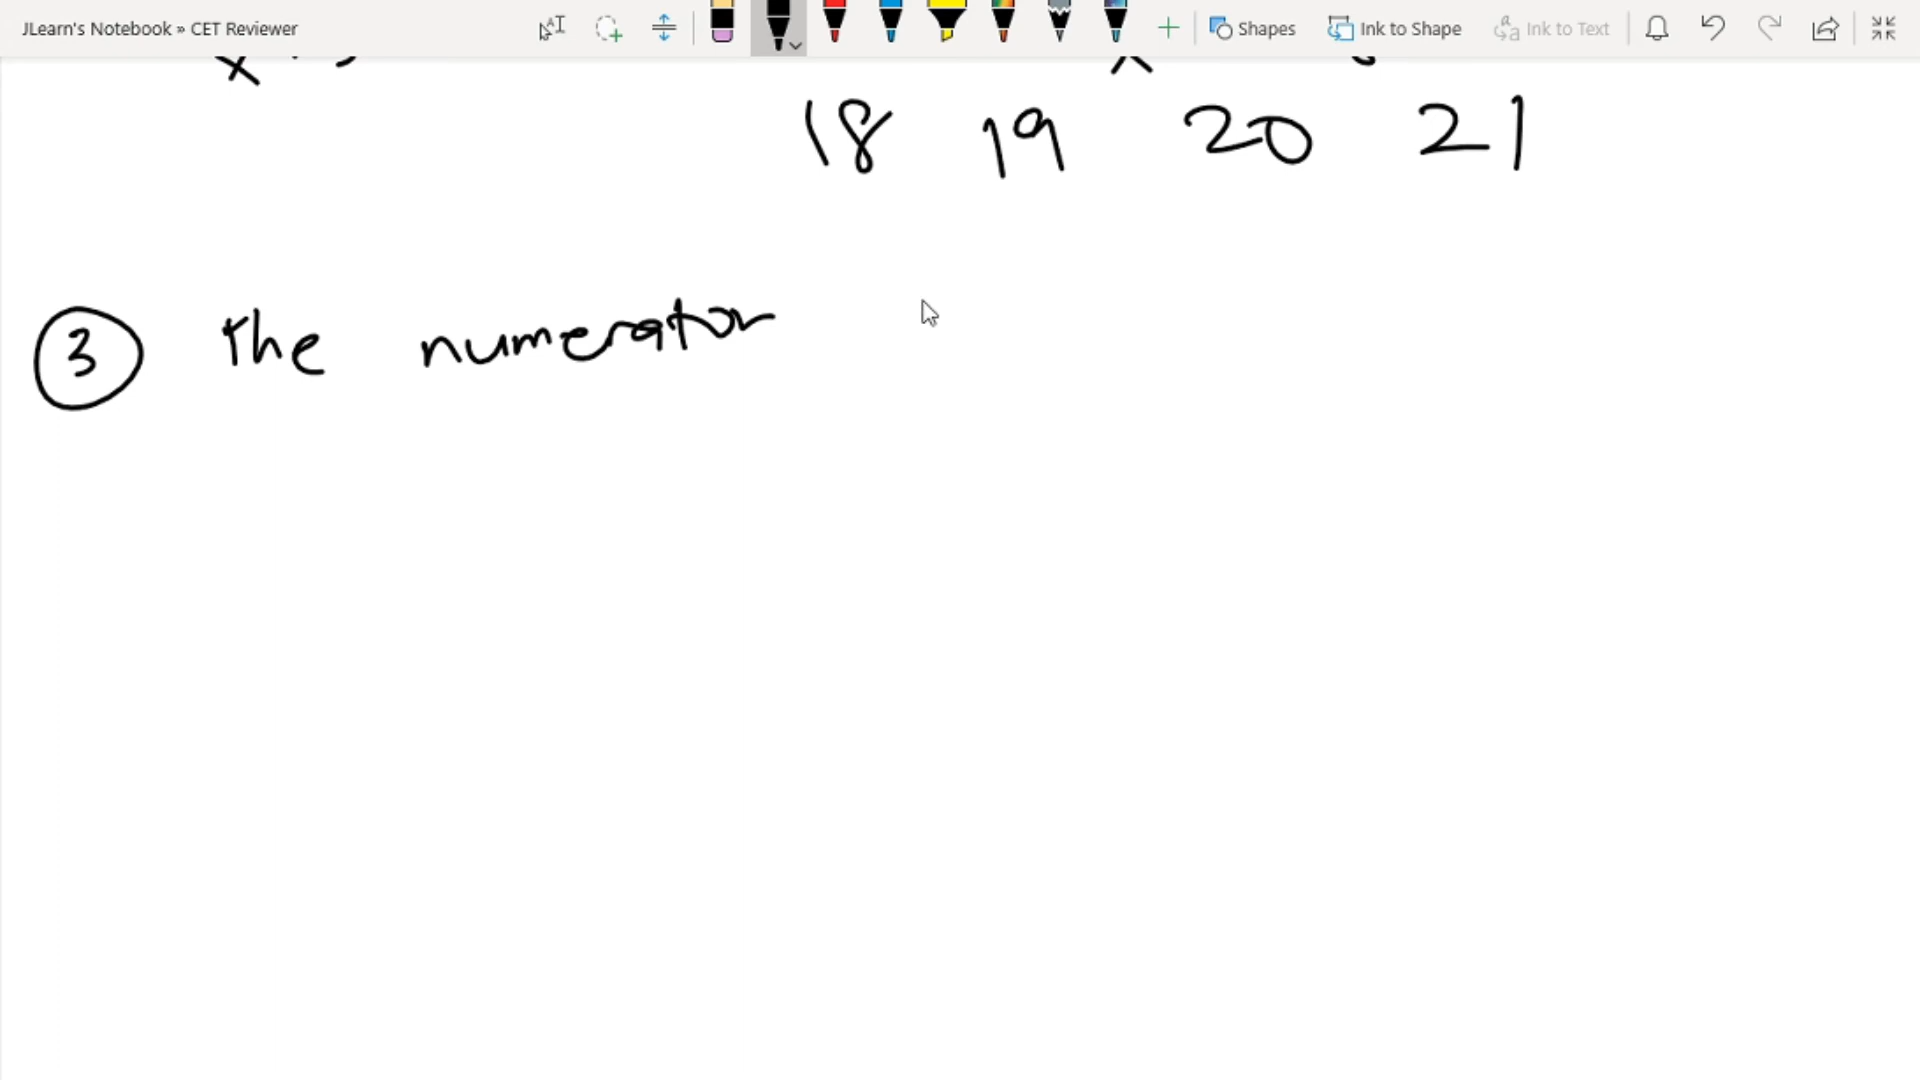 JLearn's Notebook » CET Reviewer Shapes Ink to Shape Ink to Text
18 19 20 21
3 the numerator